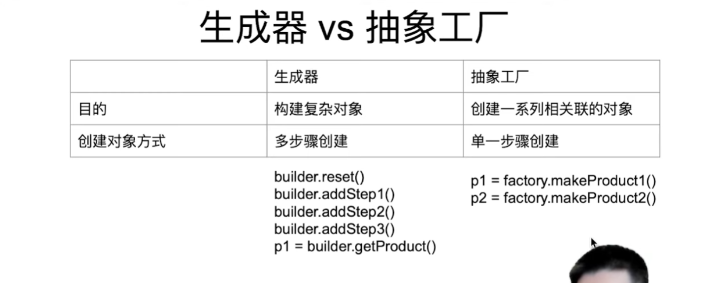 生成器 vs 抽象工厂
生成器 抽象工厂
目的 构建复杂对象 创建一系列相关联的对象
创建对象方式 多步骤创建 单一步骤创建
builder.reset()
builder.addStep1()
builder.addStep2()
builder.addStep3()
p1 = builder.getProduct()
p1 = factory.makeProduct1()
p2 = factory.makeProduct2()